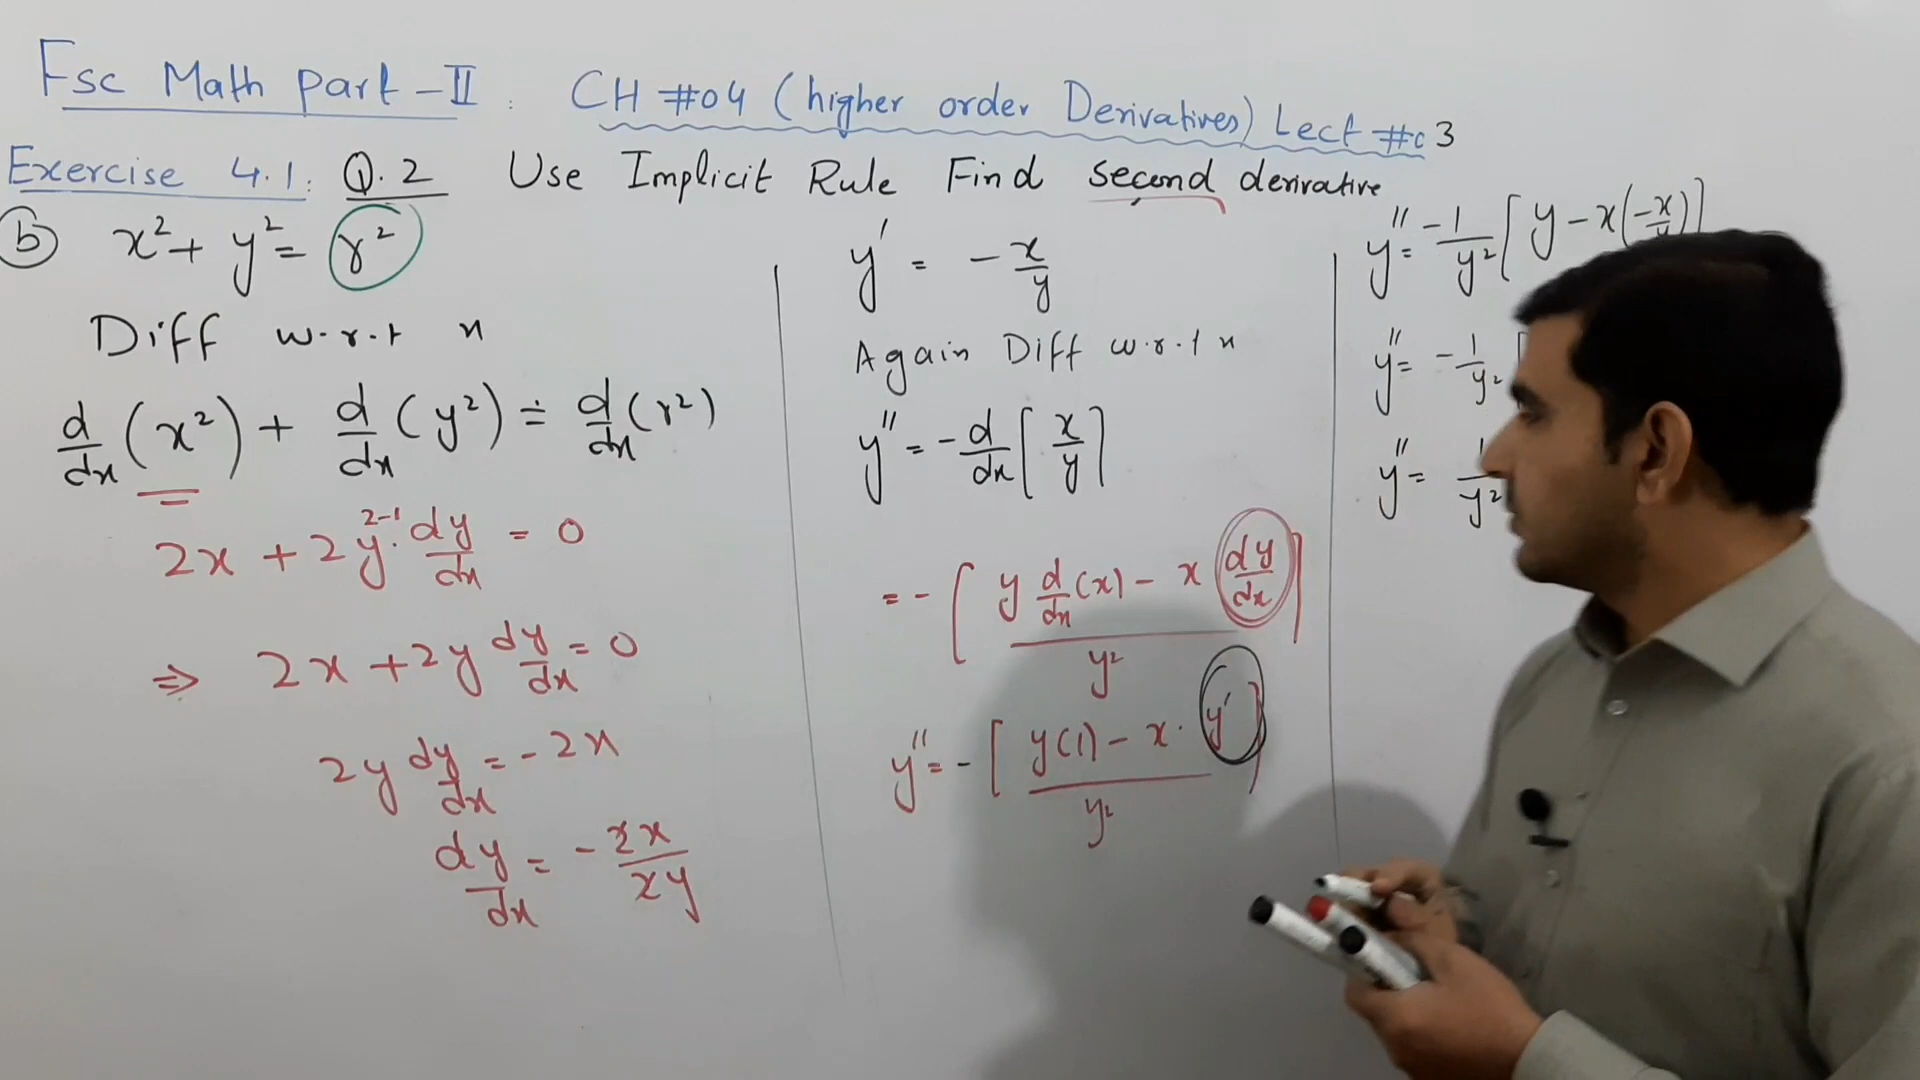 Fsc Math part-II : CH #04 (higher order Derivatives) Lect #03
Exercise 4.1: Q.2 Use Implicit Rule Find second derivative
b x² + y² = r²
Diff w.r.t x
d/dx (x²) + d/dx (y²) = d/dx (r²)
2x + 2y²⁻¹ · dy/dx = 0
⇒ 2x + 2y dy/dx = 0
2y dy/dx = -2x
dy/dx = - 2x/2y
y' = - x/y
Again Diff w.r.t x
y'' = - d/dx [x/y]
= - [ y d/dx (x) - x dy/dx / y² ]
y'' = - [ y(1) - x · y' / y² ]
y'' = -1/y² [ y - x(-x/y) ]
y'' = - 1/y² [
y'' = 1/y²